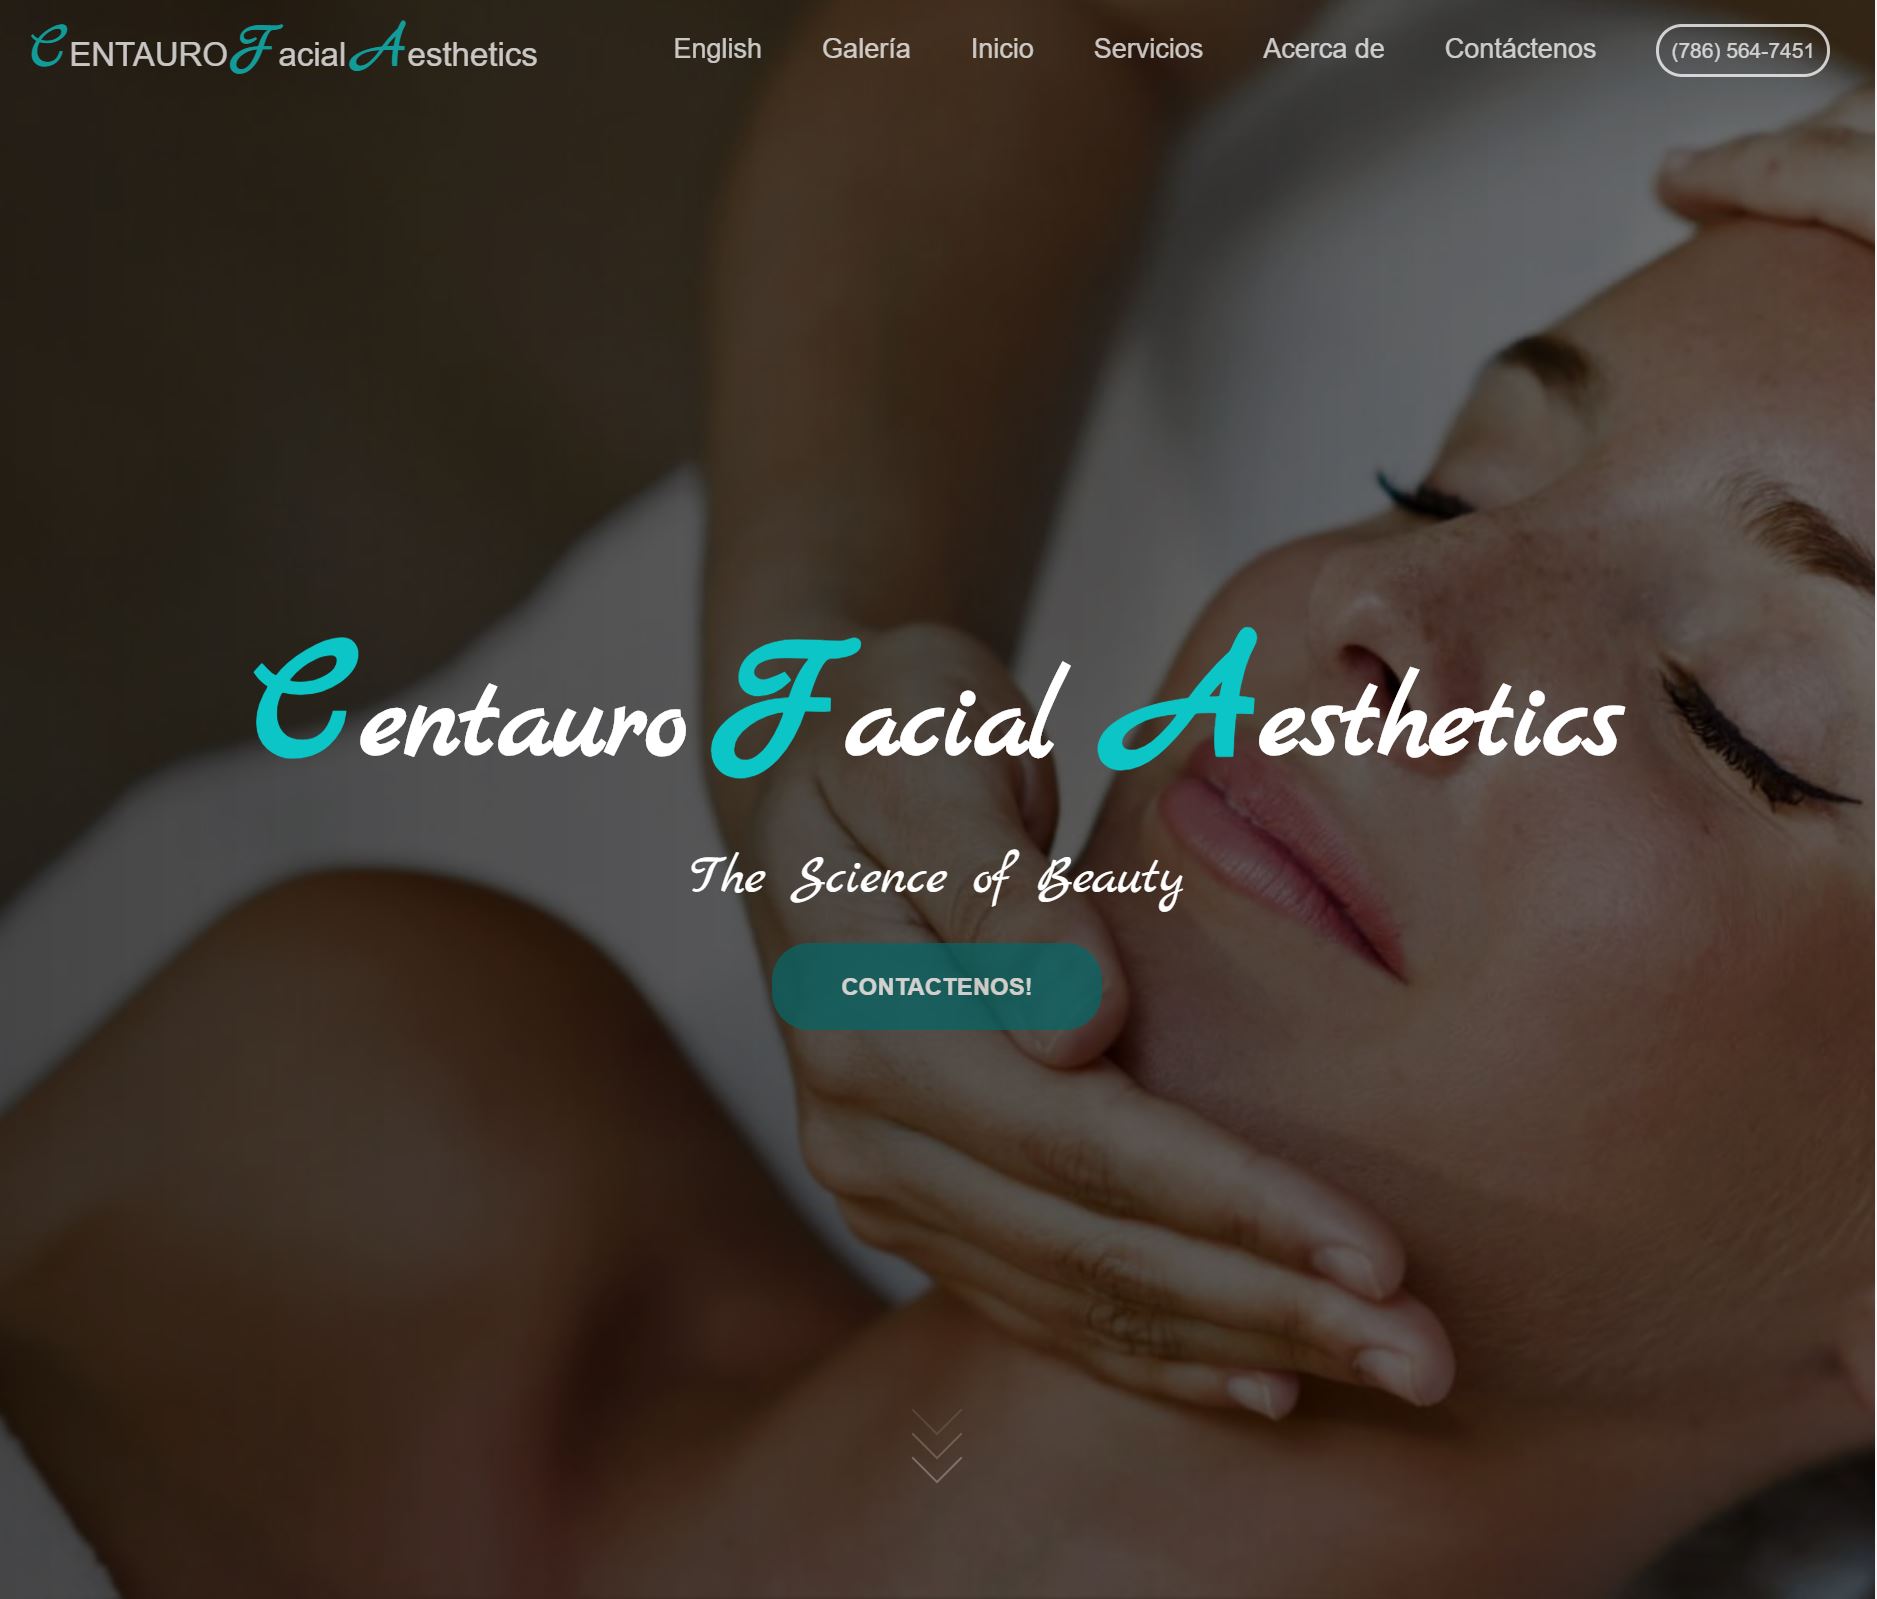 CENTAURO Facial Aesthetics
English Galería Inicio Servicios Acerca de Contáctenos (786) 564-7451
Centauro Facial Aesthetics
The Science of Beauty
CONTACTENOS!